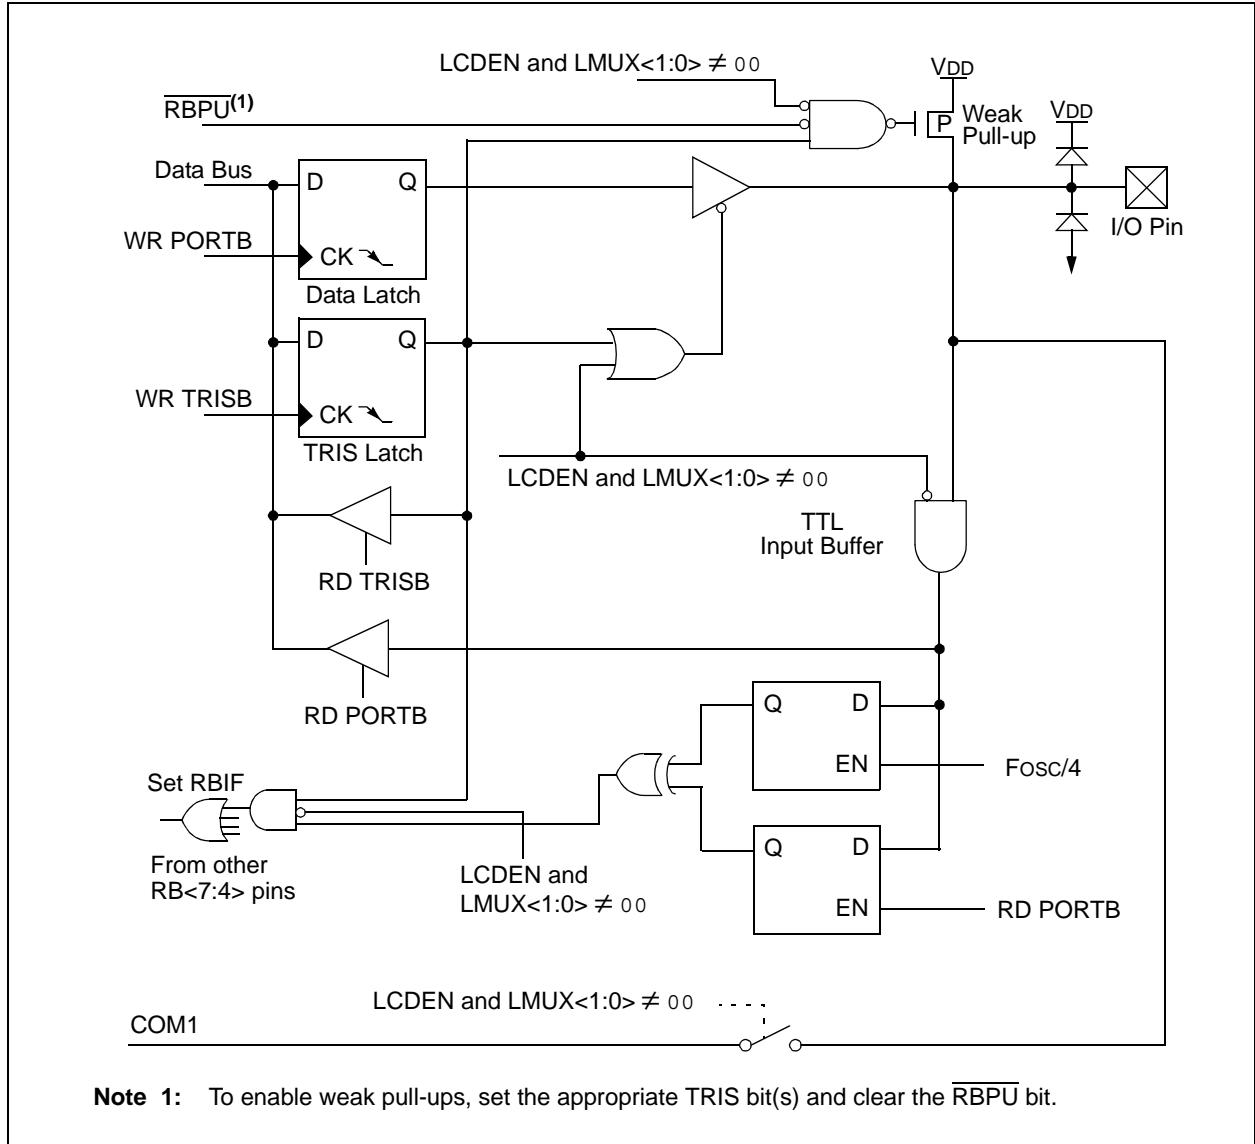 LCDEN and LMUX<1:0> ≠ 00
VDD
RBPU(1)
P
Weak
Pull-up
VDD
Data Bus
D
Q
WR PORTB
CK
I/O Pin
Data Latch
D
Q
WR TRISB
CK
TRIS Latch
LCDEN and LMUX<1:0> ≠ 00
TTL
Input Buffer
RD TRISB
RD PORTB
Q
D
EN
FOSC/4
Set RBIF
From other
RB<7:4> pins
Q
D
EN
RD PORTB
LCDEN and
LMUX<1:0> ≠ 00
LCDEN and LMUX<1:0> ≠ 00
COM1
Note 1: To enable weak pull-ups, set the appropriate TRIS bit(s) and clear the RBPU bit.